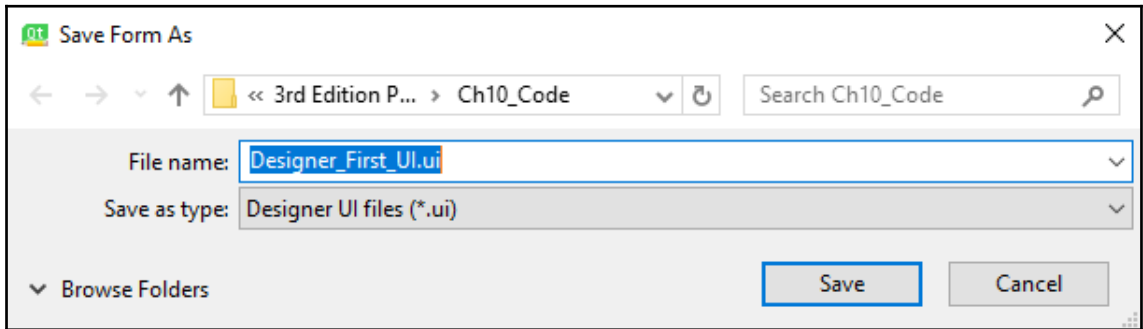 Qt Save Form As
« 3rd Edition P... › Ch10_Code Search Ch10_Code
File name: Designer_First_UI.ui
Save as type: Designer UI files (*.ui)
Browse Folders Save Cancel